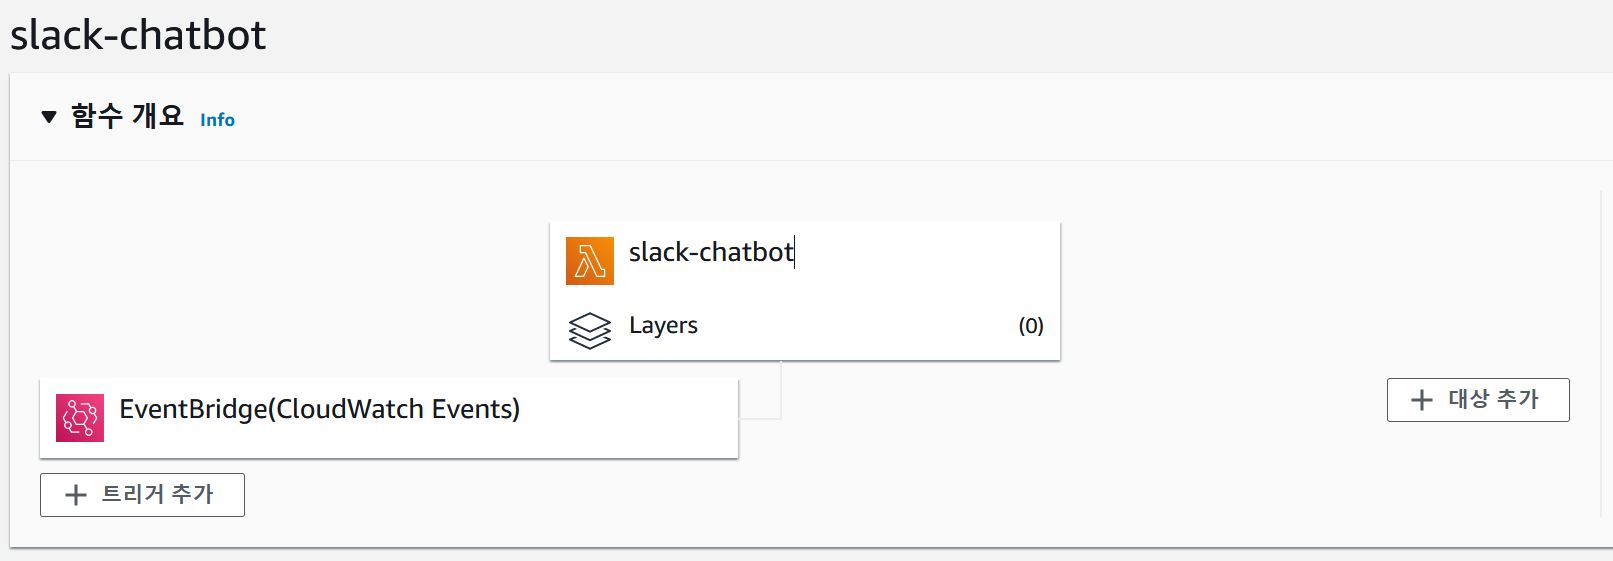 slack-chatbot
함수 개요 Info
slack-chatbot
Layers (0)
EventBridge(CloudWatch Events)
대상 추가
트리거 추가